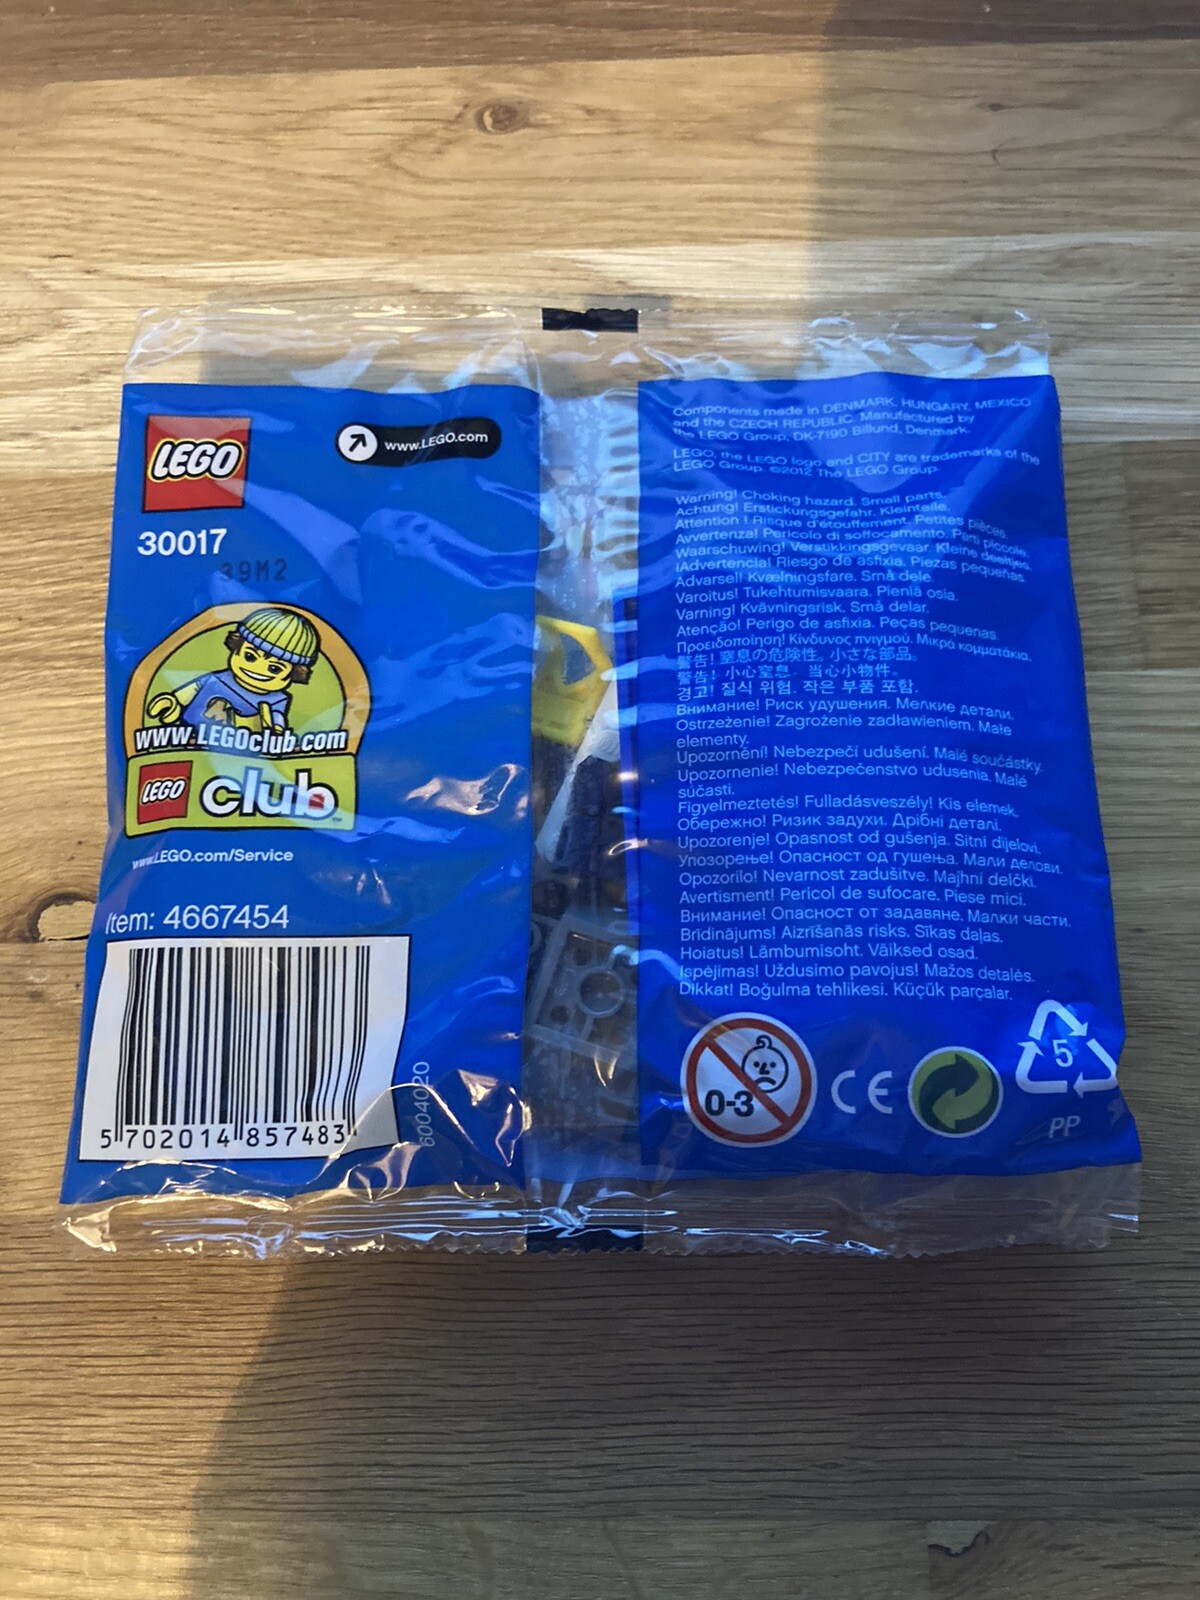 LEGO
www.LEGO.com
30017
39M2
www.LEGOclub.com
LEGO club™
www.LEGO.com/Service
Item: 4667454
5 702014 857483
6004020
Components made in DENMARK, HUNGARY, MEXICO
and the CZECH REPUBLIC. Manufactured by
the LEGO Group, DK-7190 Billund, Denmark.
LEGO, the LEGO logo and CITY are trademarks of the
LEGO Group. ©2012 The LEGO Group.
Warning! Choking hazard. Small parts.
Achtung! Erstickungsgefahr. Kleinteile.
Attention ! Risque d'étouffement. Petites pièces.
Avvertenza! Pericolo di soffocamento. Parti piccole.
Waarschuwing! Verstikkingsgevaar. Kleine deeltjes.
¡Advertencia! Riesgo de asfixia. Piezas pequeñas.
Advarsel! Kvælningsfare. Små dele.
Varoitus! Tukehtumisvaara. Pieniä osia.
Varning! Kvävningsrisk. Små delar.
Atenção! Perigo de asfixia. Peças pequenas.
Προειδοποίηση! Κίνδυνος πνιγμού. Μικρά κομματάκια.
警告! 窒息の危険性。小さな部品。
警告! 小心窒息。当心小物件。
경고! 질식 위험. 작은 부품 포함.
Внимание! Риск удушения. Мелкие детали.
Ostrzeżenie! Zagrożenie zadławieniem. Małe
elementy.
Upozornění! Nebezpečí udušení. Malé součástky.
Upozornenie! Nebezpečenstvo udusenia. Malé
súčasti.
Figyelmeztetés! Fulladásveszély! Kis elemek.
Обережно! Ризик задухи. Дрібні деталі.
Upozorenje! Opasnost od gušenja. Sitni dijelovi.
Упозорење! Опасност од гушења. Мали делови.
Opozorilo! Nevarnost zadušitve. Majhni delčki.
Avertisment! Pericol de sufocare. Piese mici.
Внимание! Опасност от задавяне. Малки части.
Brīdinājums! Aizrīšanās risks. Sīkas daļas.
Hoiatus! Lämbumisoht. Väiksed osad.
Įspėjimas! Uždusimo pavojus! Mažos detalės.
Dikkat! Boğulma tehlikesi. Küçük parçalar.
0-3
CE
5
PP